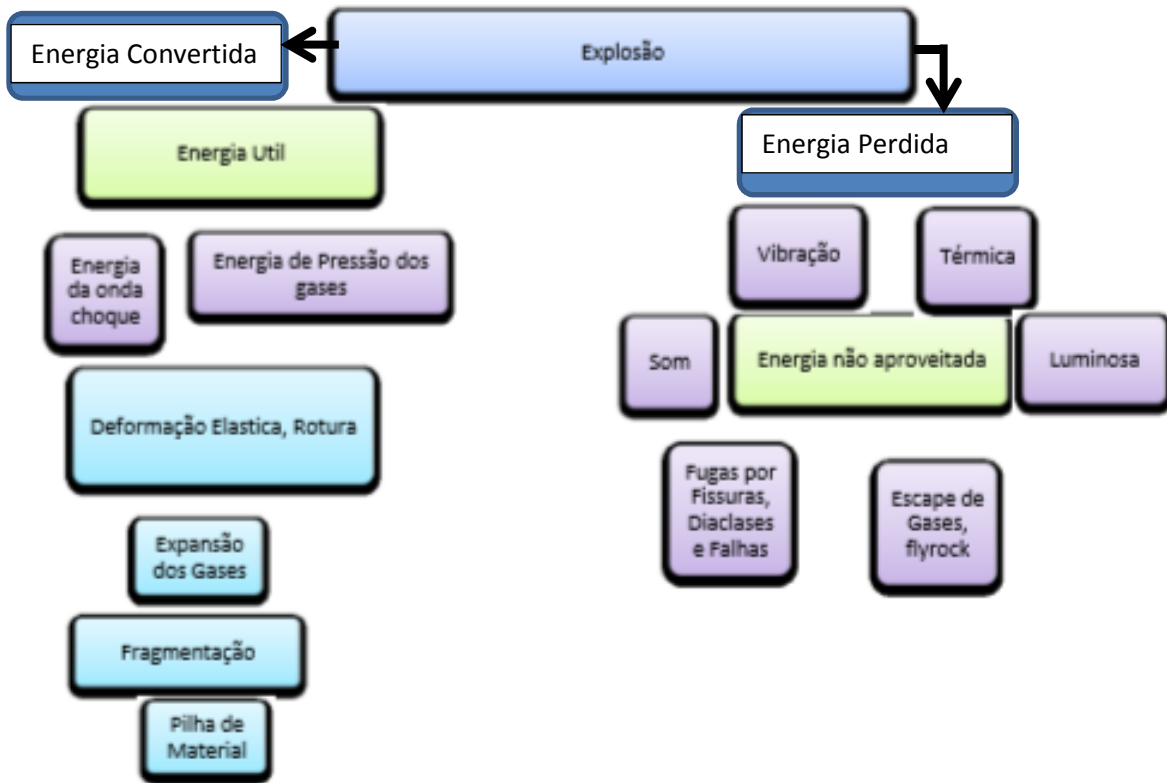 Explosão
Energia Convertida
Energia Util
Energia
da onda
choque
Energia de Pressão dos
gases
Deformação Elastica, Rotura
Expansão
dos Gases
Fragmentação
Pilha de
Material
Energia Perdida
Vibração
Térmica
Som
Energia não aproveitada
Luminosa
Fugas por
Fissuras,
Diaclases
e Falhas
Escape de
Gases,
flyrock